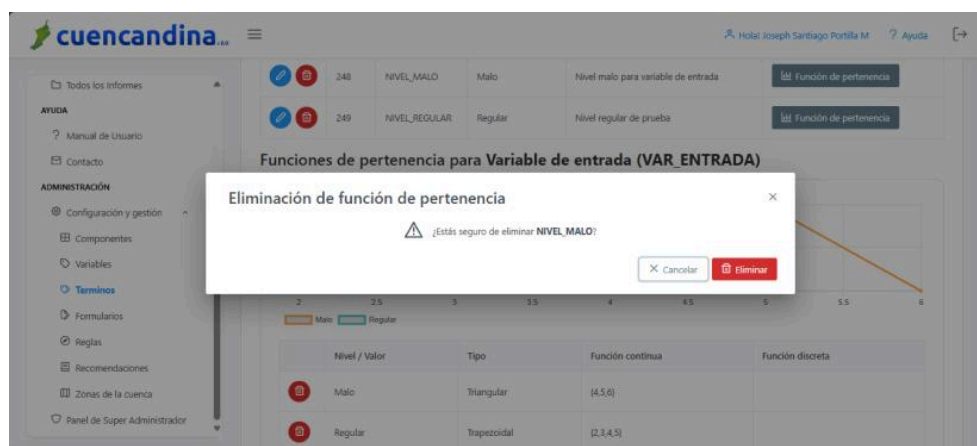 cuencandina
Hola! Joseph Santiago Portilla M
Ayuda
Todos los Informes
AYUDA
Manual de Usuario
Contacto
ADMINISTRACIÓN
Configuración y gestión
Componentes
Variables
Terminos
Formularios
Reglas
Recomendaciones
Zonas de la cuenca
Panel de Super Administrador
248 NIVEL_MALO Malo Nivel malo para variable de entrada Función de pertenencia
249 NIVEL_REGULAR Regular Nivel regular de prueba Función de pertenencia
Funciones de pertenencia para Variable de entrada (VAR_ENTRADA)
Eliminación de función de pertenencia
¿Estás seguro de eliminar NIVEL_MALO?
Cancelar Eliminar
2 2.5 3 3.5 4 4.5 5 5.5 6
Malo Regular
Nivel / Valor Tipo Función continua Función discreta
Malo Triangular (4,5,6)
Regular Trapezoidal (2,3,4,5)